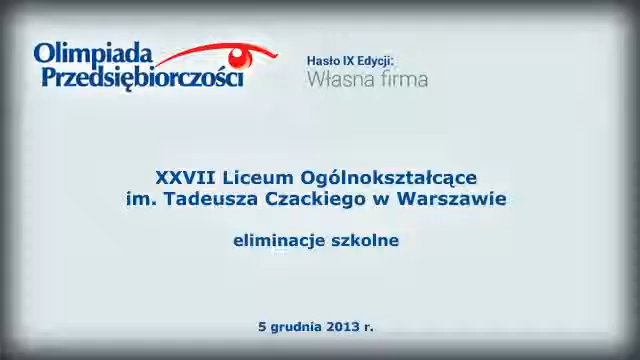 Olimpiada
Przedsiębiorczości
Hasło IX Edycji:
Własna firma
XXVII Liceum Ogólnokształcące
im. Tadeusza Czackiego w Warszawie
eliminacje szkolne
5 grudnia 2013 r.